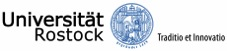 Universität
Rostock
Traditio et Innovatio